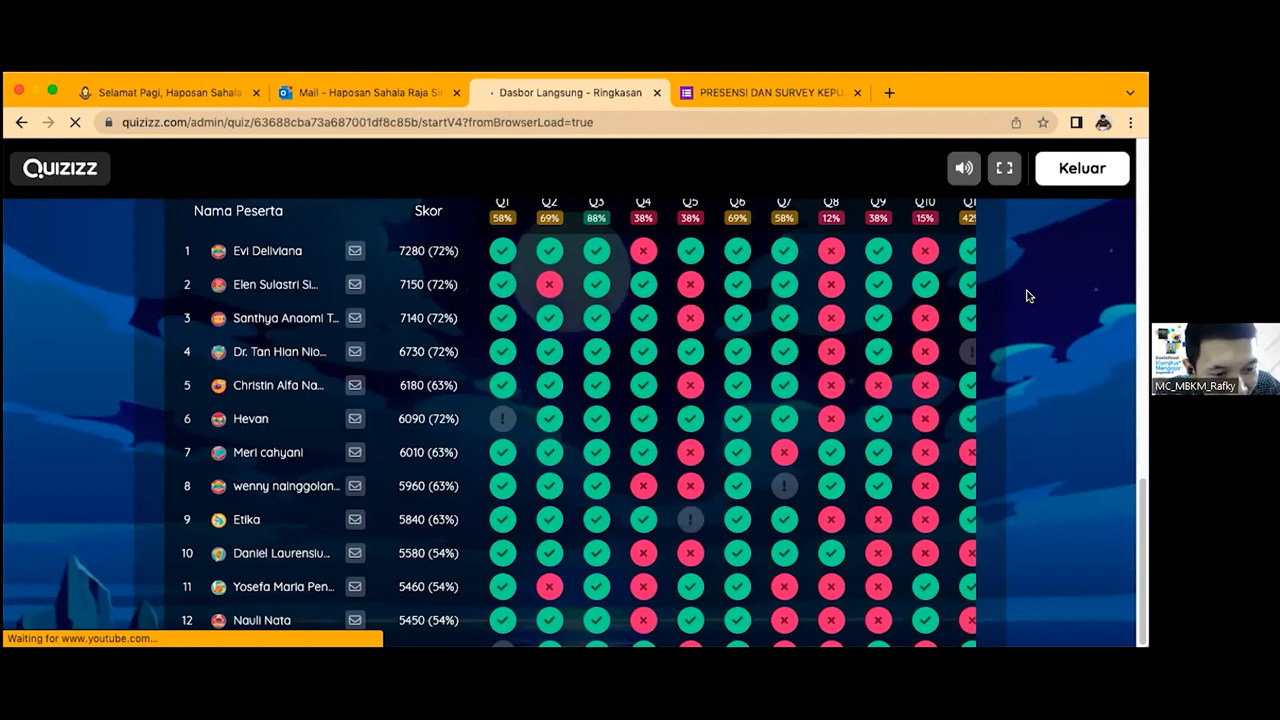 Selamat Pagi, Haposan Sahala
Mail - Haposan Sahala Raja Sin
Dasbor Langsung - Ringkasan
PRESENSI DAN SURVEY KEPU
quizizz.com/admin/quiz/63688cba73a687001df8c85b/startV4?fromBrowserLoad=true
Quizizz
Keluar
Nama Peserta Skor Q1 Q2 Q3 Q4 Q5 Q6 Q7 Q8 Q9 Q10 Q1
58% 69% 88% 38% 38% 69% 58% 12% 38% 15% 42%
1 Evi Deliviana 7280 (72%)
2 Elen Sulastri Si... 7150 (72%)
3 Santhya Anaomi T... 7140 (72%)
4 Dr. Tan Hian Nio... 6730 (72%)
5 Christin Alfa Na... 6180 (63%)
6 Hevan 6090 (72%)
7 Meri cahyani 6010 (63%)
8 wenny nainggolan... 5960 (63%)
9 Etika 5840 (63%)
10 Daniel Laurensiu... 5580 (54%)
11 Yosefa Maria Pen... 5460 (54%)
12 Nauli Nata 5450 (54%)
Waiting for www.youtube.com...
Sosialisasi
Kampus
Mengajar
MC_MBKM_Rafky